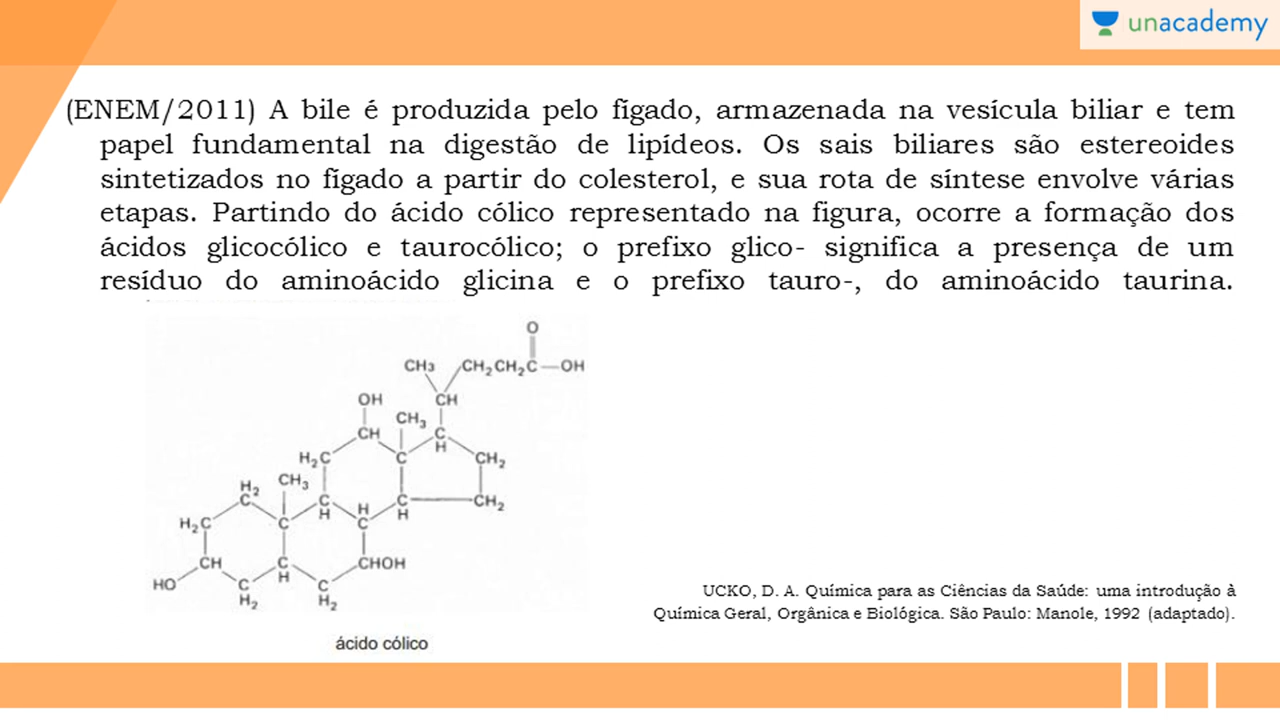 unacademy
(ENEM/2011) A bile é produzida pelo fígado, armazenada na vesícula biliar e tem
papel fundamental na digestão de lipídeos. Os sais biliares são estereoides
sintetizados no fígado a partir do colesterol, e sua rota de síntese envolve várias
etapas. Partindo do ácido cólico representado na figura, ocorre a formação dos
ácidos glicocólico e taurocólico; o prefixo glico- significa a presença de um
resíduo do aminoácido glicina e o prefixo tauro-, do aminoácido taurina.
O
CH3 CH₂CH₂C—OH
OH CH
CH₃
CH C
H
H₂C C CH₂
H₂ CH₃
C
C H C CH₂
H C H
H₂C C
CH C CHOH
H
HO C C
H₂ H₂
UCKO, D. A. Química para as Ciências da Saúde: uma introdução à
Química Geral, Orgânica e Biológica. São Paulo: Manole, 1992 (adaptado).
ácido cólico